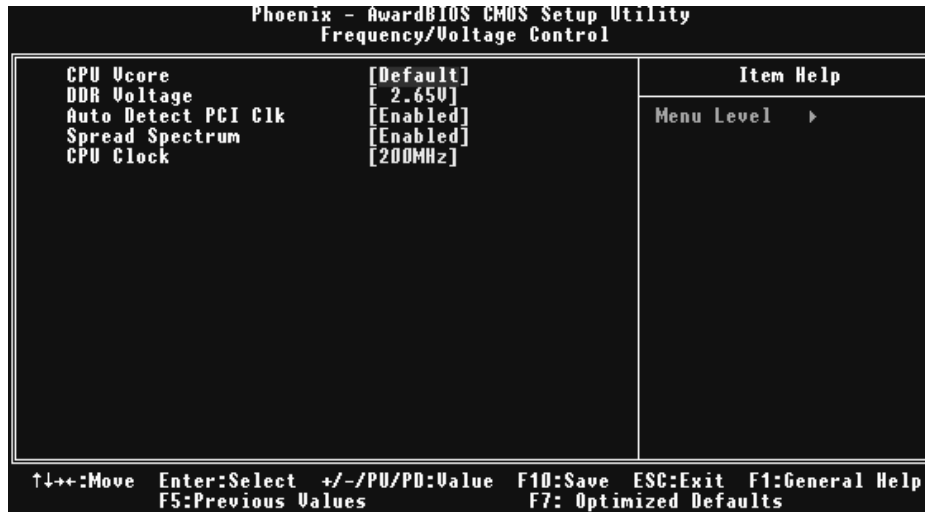 Phoenix - AwardBIOS CMOS Setup Utility
Frequency/Voltage Control
CPU Vcore [Default]
DDR Voltage [ 2.65V]
Auto Detect PCI Clk [Enabled]
Spread Spectrum [Enabled]
CPU Clock [200MHz]
Item Help
Menu Level ▸
↑↓→←:Move Enter:Select +/-/PU/PD:Value F10:Save ESC:Exit F1:General Help
F5:Previous Values F7: Optimized Defaults